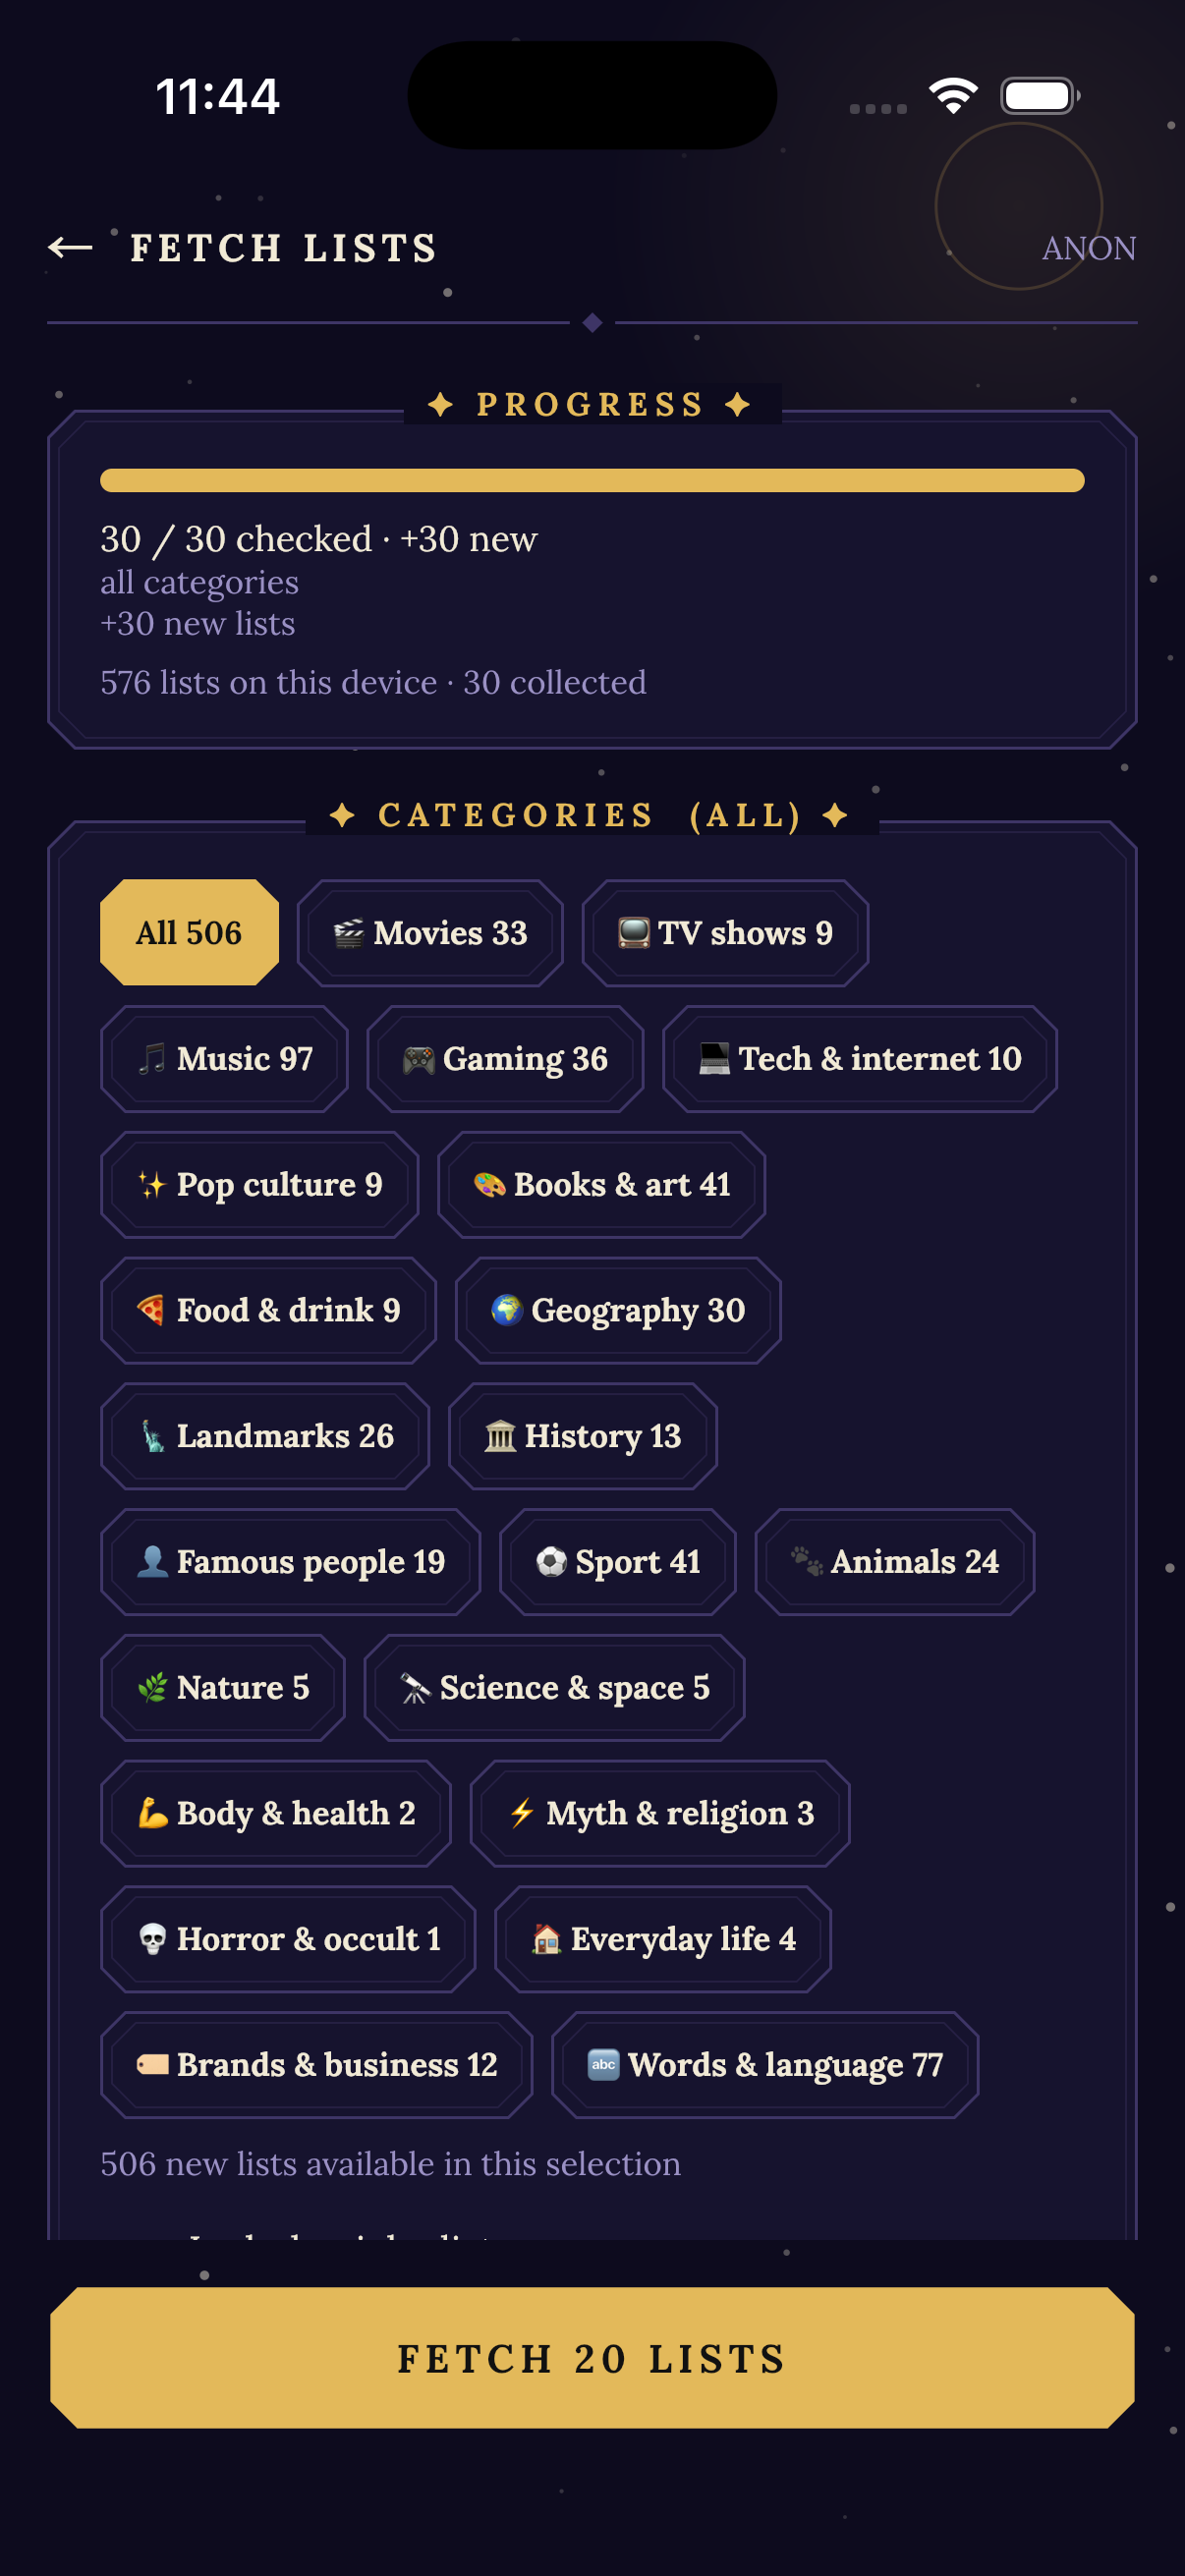 11:44
← FETCH LISTS
ANON
✦ PROGRESS ✦
30 / 30 checked · +30 new
all categories
+30 new lists
576 lists on this device · 30 collected
✦ CATEGORIES (ALL) ✦
All 506
🎬 Movies 33
📺 TV shows 9
🎵 Music 97
🎮 Gaming 36
💻 Tech & internet 10
✨ Pop culture 9
🎨 Books & art 41
🍕 Food & drink 9
🌍 Geography 30
🗽 Landmarks 26
🏛️ History 13
👤 Famous people 19
⚽ Sport 41
🐾 Animals 24
🌿 Nature 5
🔭 Science & space 5
💪 Body & health 2
⚡ Myth & religion 3
💀 Horror & occult 1
🏠 Everyday life 4
🏷️ Brands & business 12
🔤 Words & language 77
506 new lists available in this selection
FETCH 20 LISTS